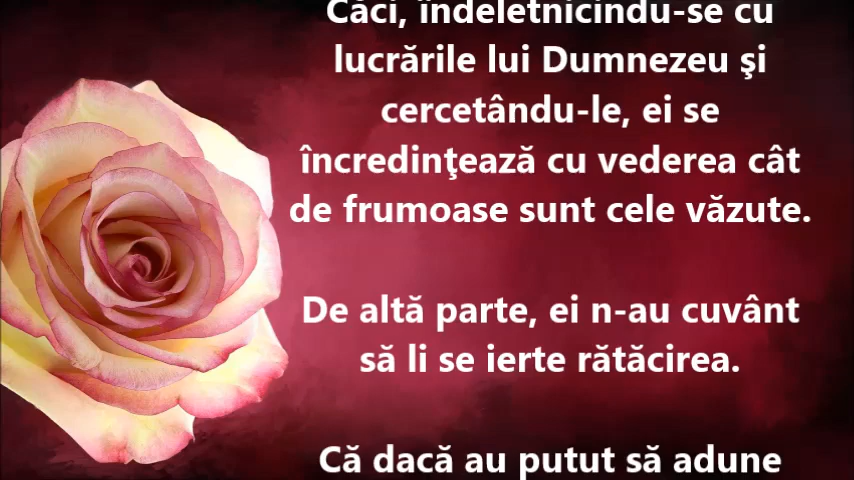 Căci, îndeletnicindu-se cu
lucrările lui Dumnezeu şi
cercetându-le, ei se
încredinţează cu vederea cât
de frumoase sunt cele văzute.
De altă parte, ei n-au cuvânt
să li se ierte rătăcirea.
Că dacă au putut să adune